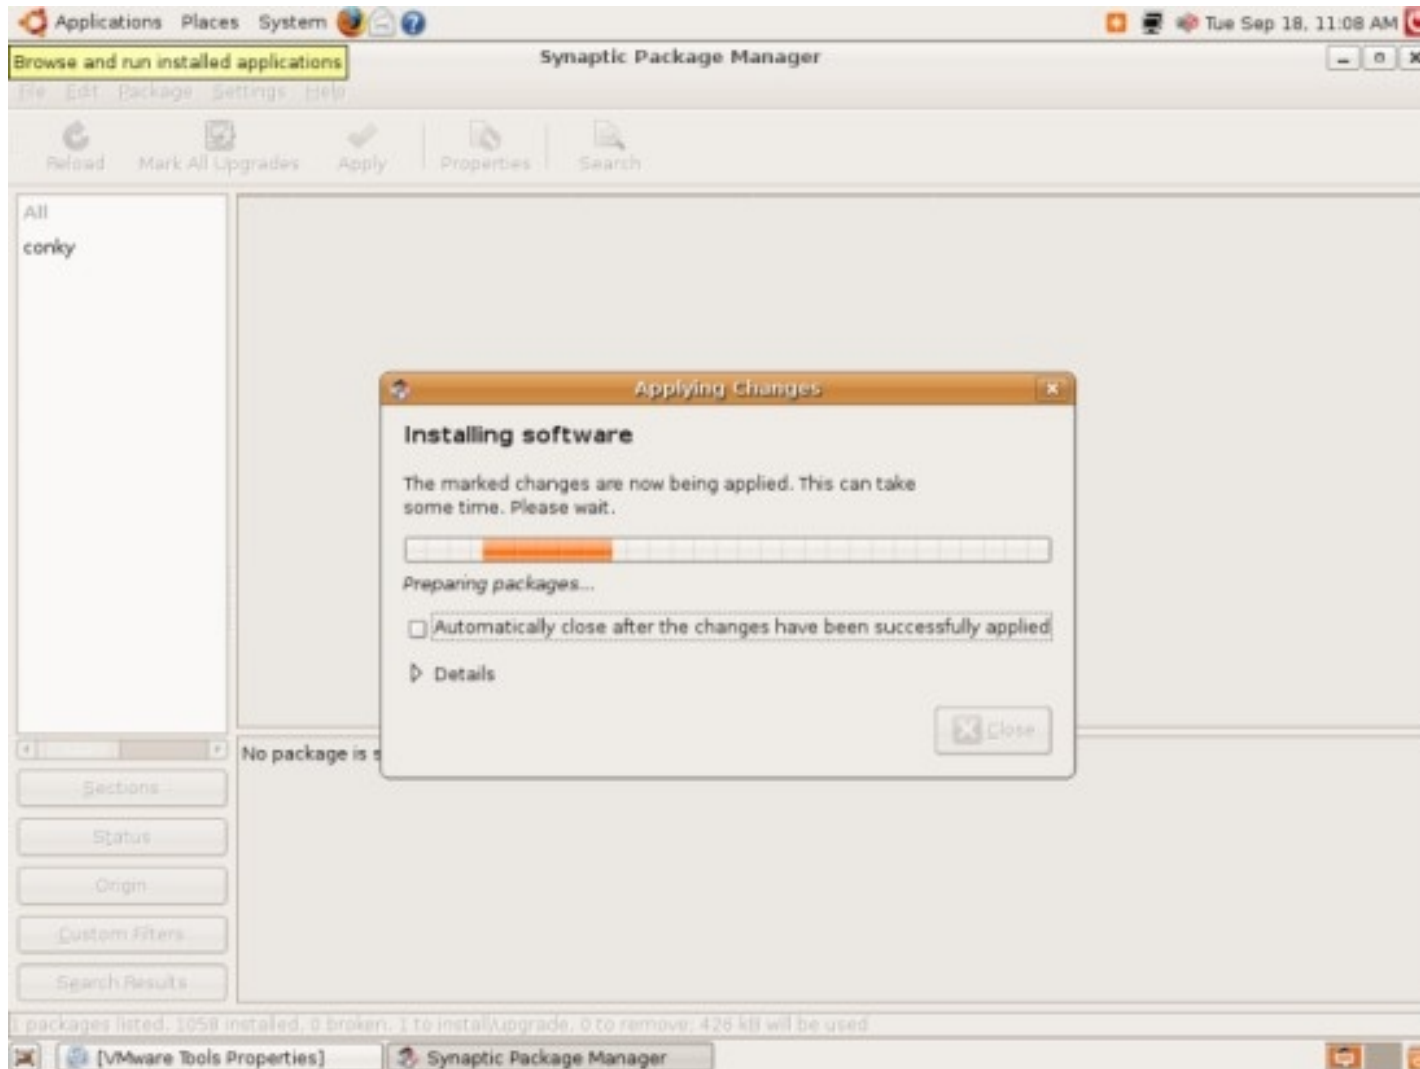 Applications Places System Tue Sep 18, 11:08 AM
Browse and run installed applications
Synaptic Package Manager
File Edit Package Settings Help
Reload Mark All Upgrades Apply Properties Search
All
conky
Applying Changes
Installing software
The marked changes are now being applied. This can take
some time. Please wait.
Preparing packages...
Automatically close after the changes have been successfully applied
Details
Close
No package is s
Sections
Status
Origin
Custom Filters
Search Results
1 packages listed, 1058 installed, 0 broken. 1 to install/upgrade, 0 to remove; 426 kB will be used
[VMware Tools Properties] Synaptic Package Manager